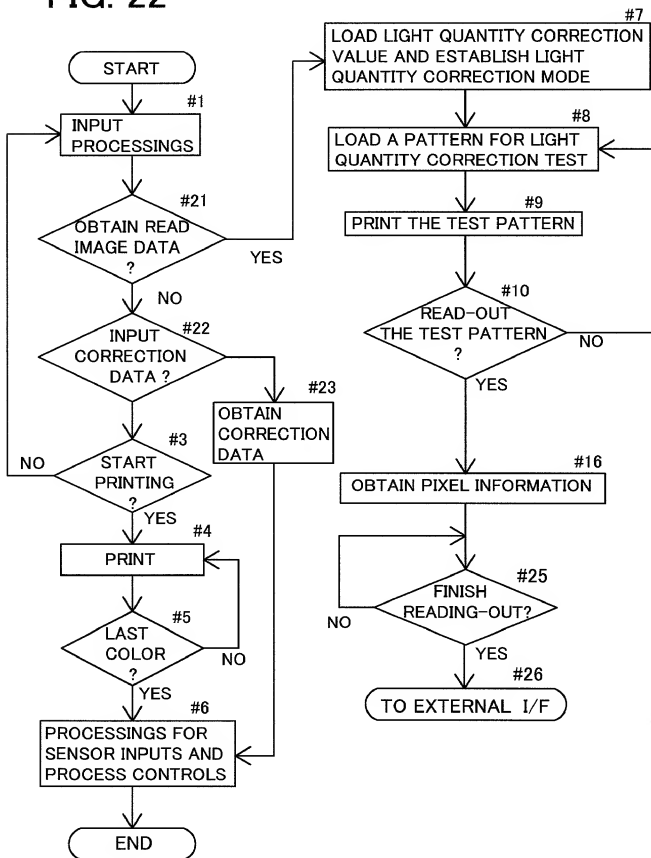 FIG. 22
START
#1
INPUT
PROCESSINGS
#21
OBTAIN READ
IMAGE DATA
?
YES
NO
#22
INPUT
CORRECTION
DATA ?
#23
OBTAIN
CORRECTION
DATA
#3
NO
START
PRINTING
?
YES
#4
PRINT
#5
LAST
COLOR
?
NO
YES
#6
PROCESSINGS FOR
SENSOR INPUTS AND
PROCESS CONTROLS
END
#7
LOAD LIGHT QUANTITY CORRECTION
VALUE AND ESTABLISH LIGHT
QUANTITY CORRECTION MODE
#8
LOAD A PATTERN FOR LIGHT
QUANTITY CORRECTION TEST
#9
PRINT THE TEST PATTERN
#10
READ-OUT
THE TEST PATTERN
?
NO
YES
#16
OBTAIN PIXEL INFORMATION
#25
FINISH
READING-OUT?
NO
YES
#26
TO EXTERNAL I/F